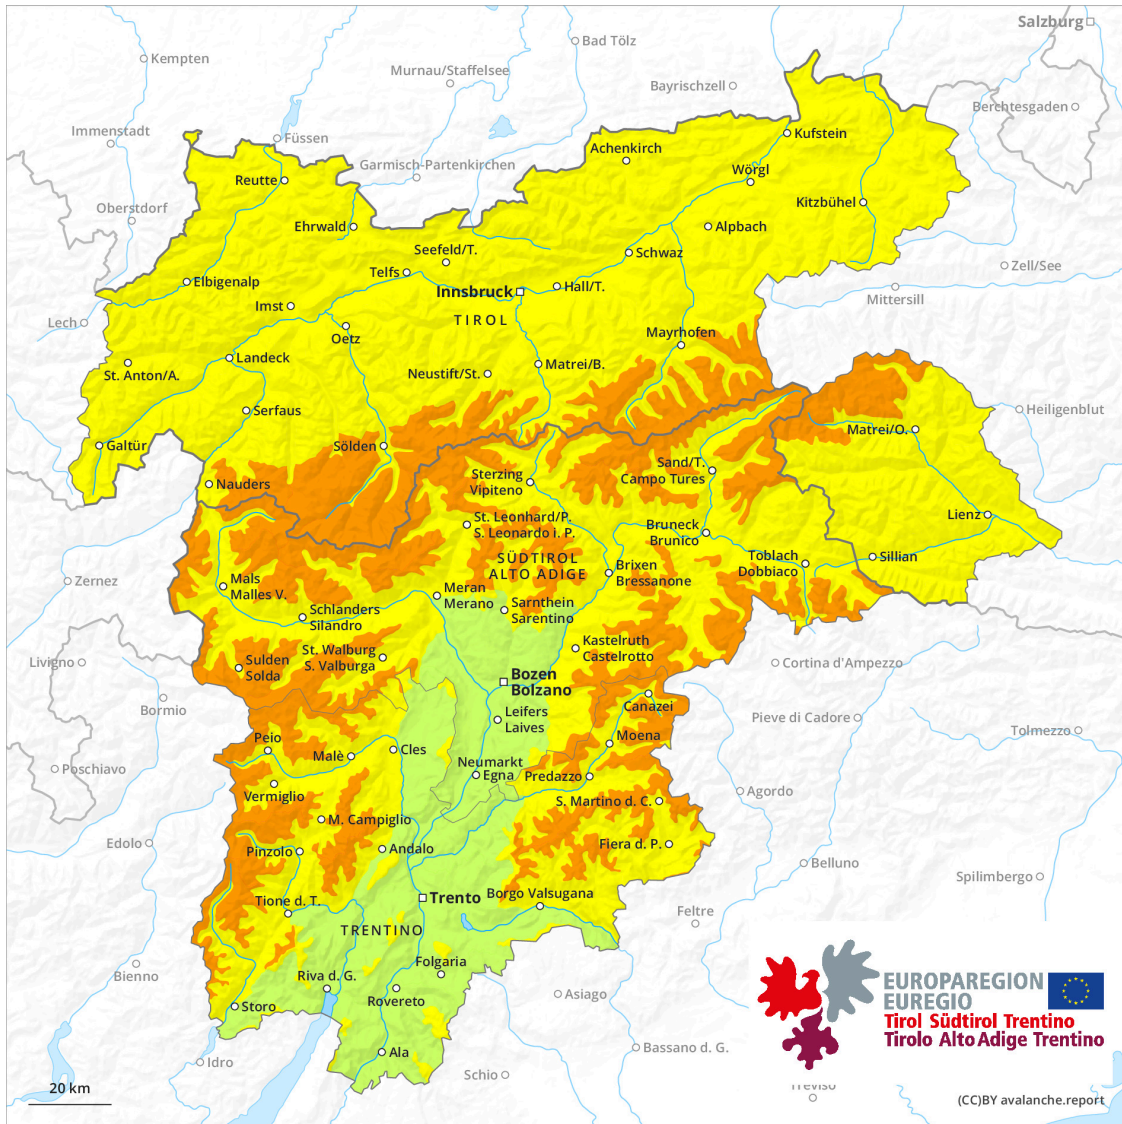 Salzburg
Bad Tölz
Kempten
Murnau/Staffelsee
Bayrischzell
Berchtesgaden
Immenstadt
Füssen
Kufstein
Achenkirch
Garmisch-Partenkirchen
Wörgl
Reutte
Oberstdorf
Kitzbühel
Ehrwald
Alpbach
Seefeld/T.
Schwaz
Zell/See
Telfs
Elbigenalp
Innsbruck
Hall/T.
Mittersill
Imst
TIROL
Lech
Oetz
Mayrhofen
Landeck
Matrei/B.
St. Anton/A.
Neustift/St.
Serfaus
Heiligenblut
Matrei/O.
Galtür
Sölden
Sand/T.
Campo Tures
Sterzing
Vipiteno
Nauders
St. Leonhard/P.
S. Leonardo i. P.
Lienz
Bruneck
Brunico
SÜDTIROL
ALTO ADIGE
Toblach
Dobbiaco
Sillian
Brixen
Bressanone
Zernez
Mals
Malles V.
Meran
Merano
Sarnthein
Sarentino
Schlanders
Silandro
Kastelruth
Castelrotto
St. Walburg
S. Valburga
Livigno
Sulden
Solda
Cortina d'Ampezzo
Bozen
Bolzano
Bormio
Canazei
Leifers
Laives
Pieve di Cadore
Tolmezzo
Peio
Moena
Malè
Cles
Neumarkt
Egna
Poschiavo
Predazzo
Vermiglio
Agordo
S. Martino d. C.
M. Campiglio
Edolo
Pinzolo
Andalo
Fiera d. P.
Belluno
Spilimbergo
Tione d. T.
Trento
Borgo Valsugana
Feltre
TRENTINO
Folgaria
Bienno
Riva d. G.
Rovereto
Asiago
Storo
EUROPAREGION
EUREGIO
Tirol Südtirol Trentino
Tirolo Alto Adige Trentino
Ala
Bassano d. G.
Idro
Schio
Treviso
20 km
(CC)BY avalanche.report